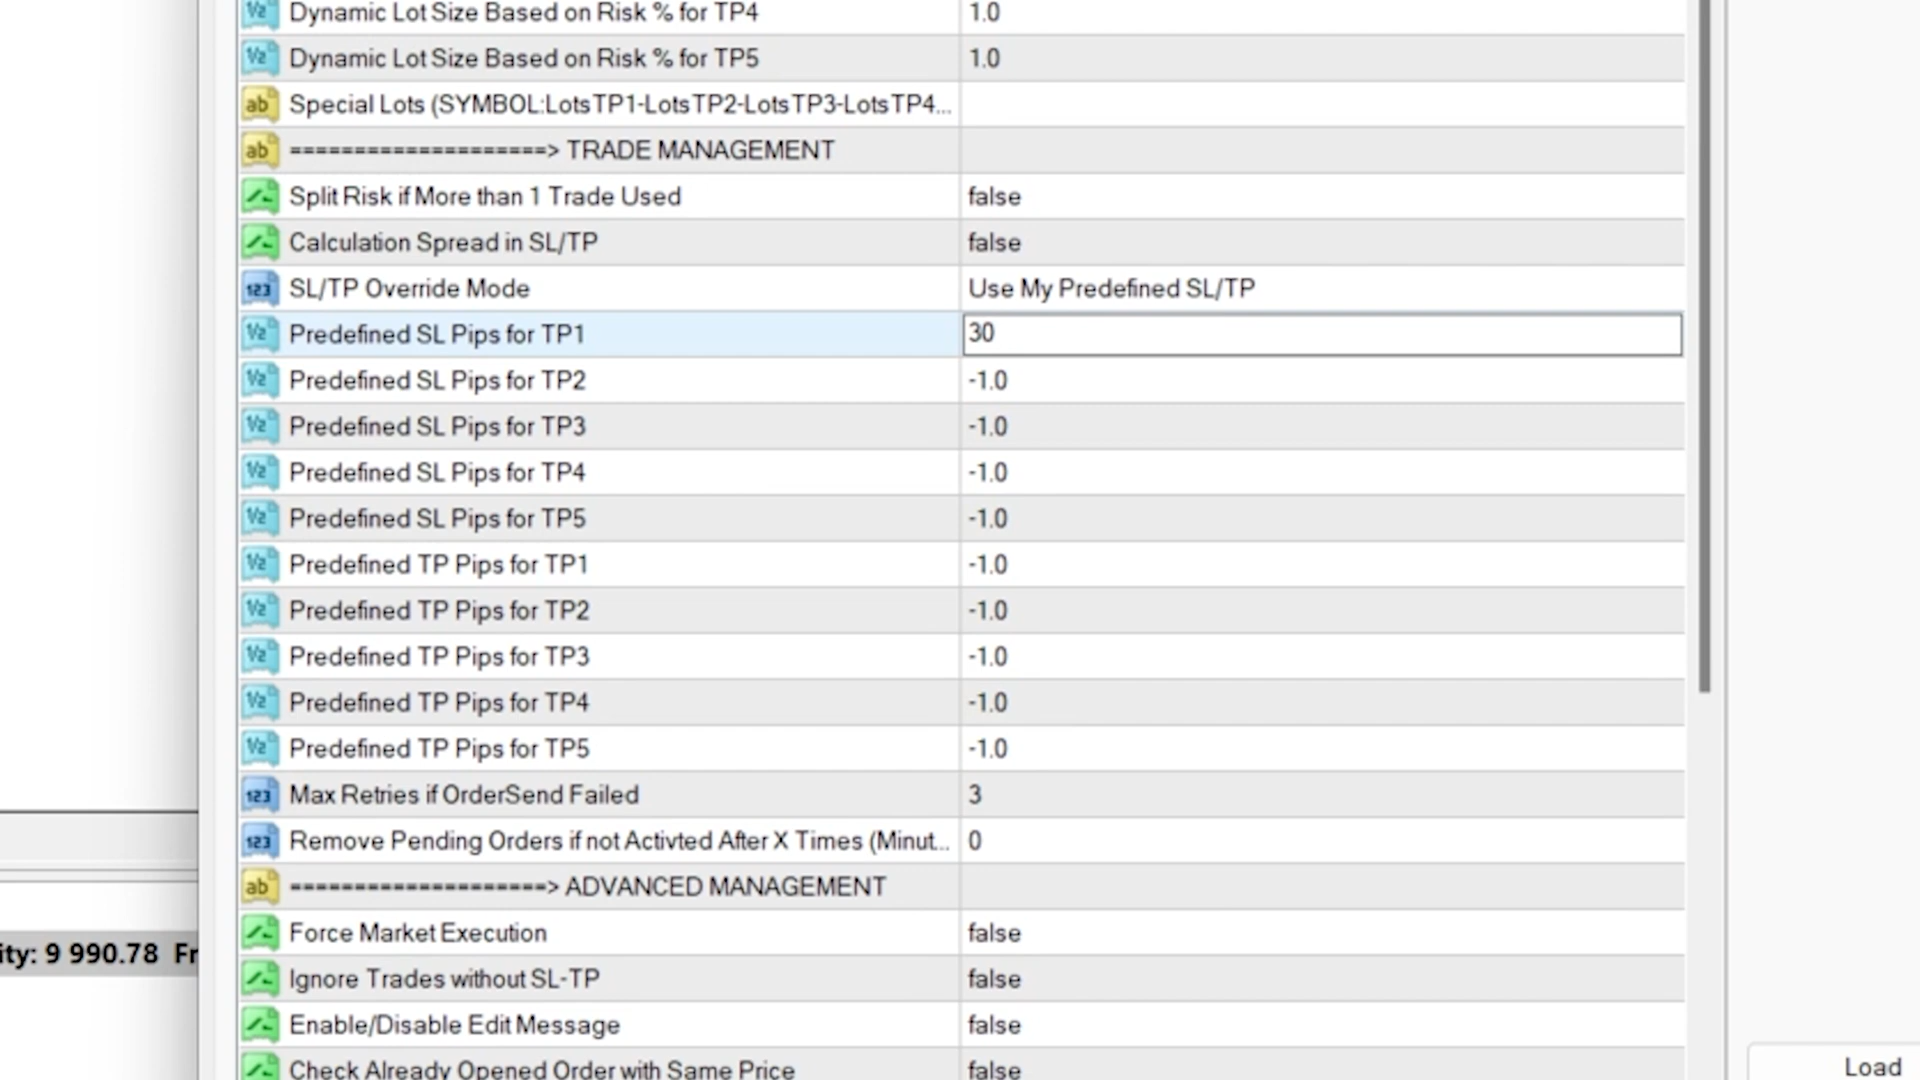 Dynamic Lot Size Based on Risk % for TP4 1.0
Dynamic Lot Size Based on Risk % for TP5 1.0
Special Lots (SYMBOL:LotsTP1-LotsTP2-LotsTP3-LotsTP4...
====================> TRADE MANAGEMENT
Split Risk if More than 1 Trade Used false
Calculation Spread in SL/TP false
SL/TP Override Mode Use My Predefined SL/TP
Predefined SL Pips for TP1 30
Predefined SL Pips for TP2 -1.0
Predefined SL Pips for TP3 -1.0
Predefined SL Pips for TP4 -1.0
Predefined SL Pips for TP5 -1.0
Predefined TP Pips for TP1 -1.0
Predefined TP Pips for TP2 -1.0
Predefined TP Pips for TP3 -1.0
Predefined TP Pips for TP4 -1.0
Predefined TP Pips for TP5 -1.0
Max Retries if OrderSend Failed 3
Remove Pending Orders if not Activted After X Times (Minut... 0
====================> ADVANCED MANAGEMENT
Force Market Execution false
ity: 9 990.78 Fr
Ignore Trades without SL-TP false
Enable/Disable Edit Message false
Check Already Opened Order with Same Price false
Load